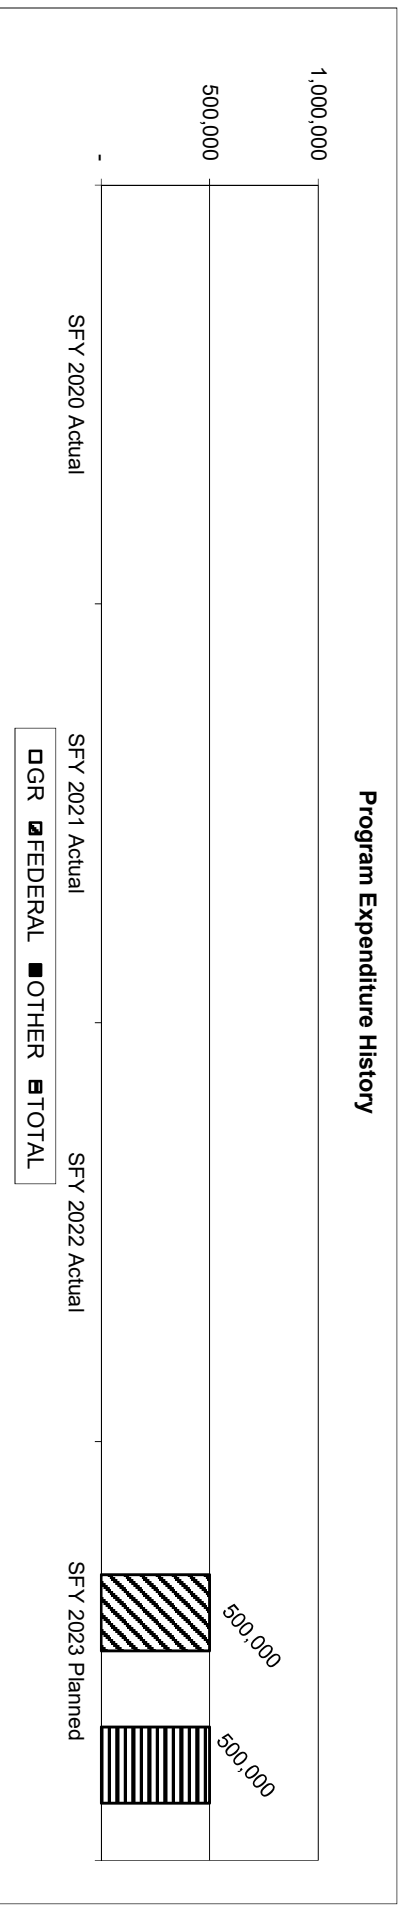 Program Expenditure History
1,000,000
500,000
-
500,000
500,000
SFY 2020 Actual
SFY 2021 Actual
SFY 2022 Actual
SFY 2023 Planned
GR FEDERAL OTHER TOTAL